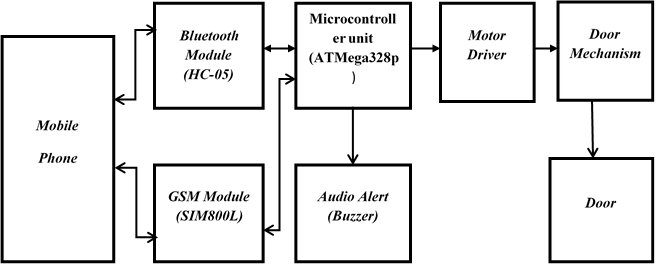 Mobile
Phone
Bluetooth
Module
(HC-05)
GSM Module
(SIM800L)
Microcontroll
er unit
(ATMega328p
)
Audio Alert
(Buzzer)
Motor
Driver
Door
Mechanism
Door